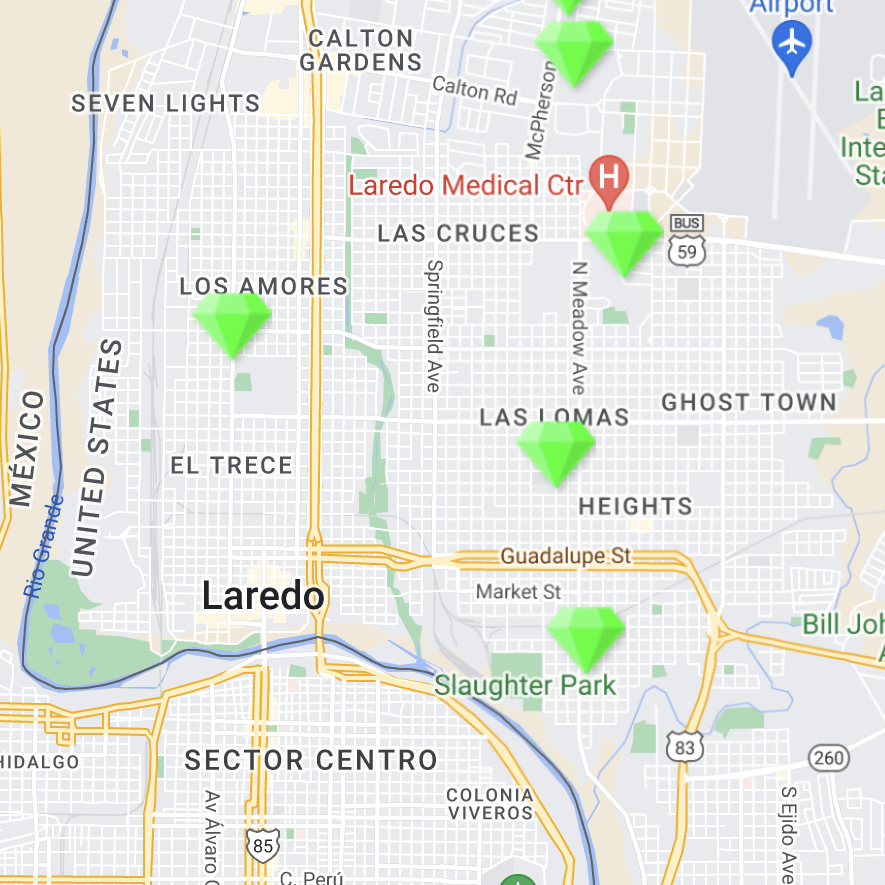 Airport
CALTON
GARDENS
Calton Rd
McPherson
SEVEN LIGHTS
La
Inte
Sta
Laredo Medical Ctr
H
LAS CRUCES
BUS
59
LOS AMORES
Springfield Ave
N Meadow Ave
UNITED STATES
MÉXICO
LAS LOMAS
GHOST TOWN
EL TRECE
HEIGHTS
Rio Grande
Guadalupe St
Laredo
Market St
Bill Joh
Slaughter Park
83
260
HIDALGO
SECTOR CENTRO
COLONIA
VIVEROS
Av Álvaro
S Ejido Ave
85
C. Perú